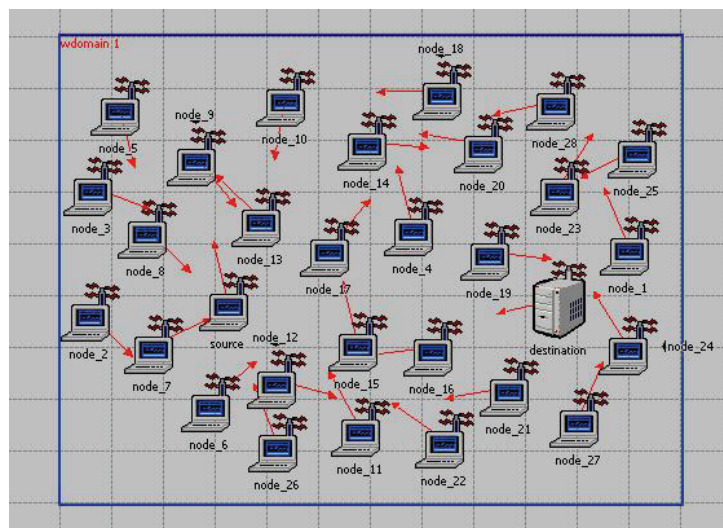 wdomain 1
node_18
node_9
node_5
node_10
node_28
node_14
node_20
node_25
node_3
node_23
node_8
node_13
node_4
node_17
node_19
node_1
source
node_12
destination
node_24
node_2
node_7
node_15
node_16
node_6
node_21
node_11
node_22
node_27
node_26